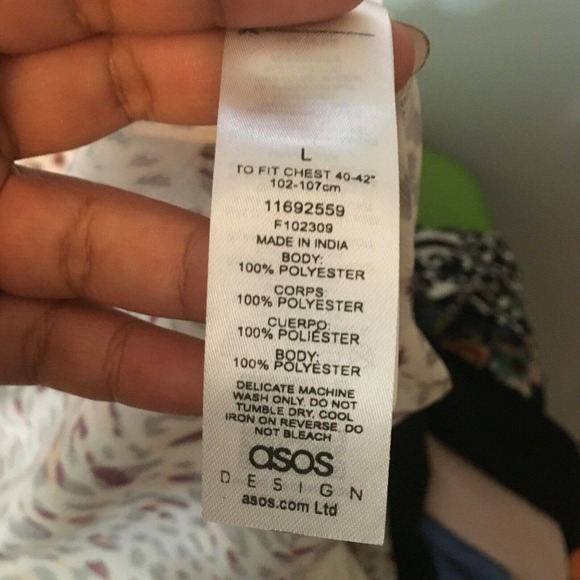 L
TO FIT CHEST 40-42"
102-107cm
11692559
F102309
MADE IN INDIA
BODY:
100% POLYESTER
CORPS:
100% POLYESTER
CUERPO:
100% POLIÉSTER
BODY:
100% POLYESTER
DELICATE MACHINE
WASH ONLY. DO NOT
TUMBLE DRY. COOL
IRON ON REVERSE. DO
NOT BLEACH
asos
DESIGN
asos.com Ltd